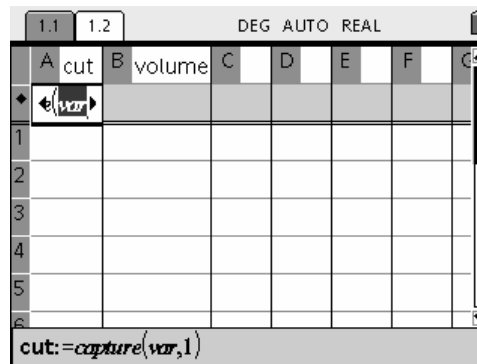 1.1 1.2 DEG AUTO REAL
A cut B volume C D E F G
◆ e(var
1
2
3
4
5
6
cut:=capture(var,1)